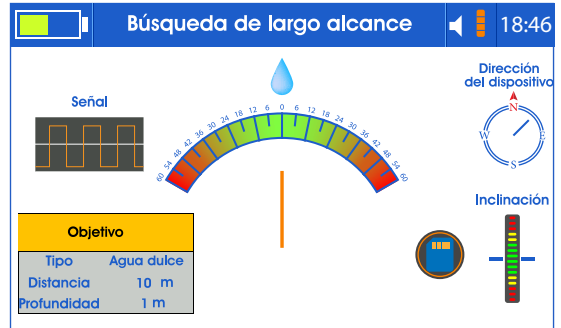 Búsqueda de largo alcance
18:46
Dirección
del dispositivo
N
W
E
S
Señal
60 54 48 42 36 30 24 18 12 6 0 6 12 18 24 30 36 42 48 54 60
Inclinación
Objetivo
Tipo Agua dulce
Distancia 10 m
Profundidad 1 m